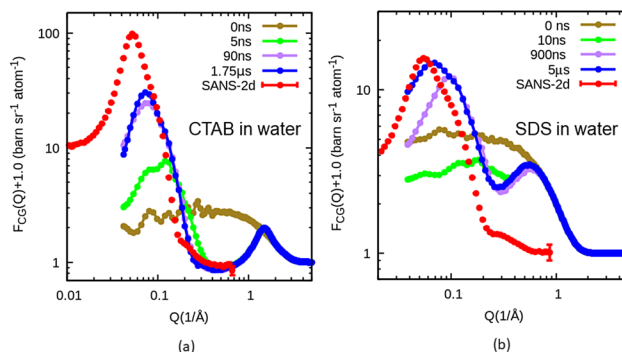 0ns
5ns
90ns
1.75μs
SANS-2d
CTAB in water
F_CG(Q)+1.0 (barn sr⁻¹ atom⁻¹)
100
10
1
0.01
0.1
1
Q(1/Å)
(a)
0 ns
10ns
900ns
5μs
SANS-2d
SDS in water
F_CG(Q)+1.0 (barn sr⁻¹ atom⁻¹)
10
1
0.1
1
Q(1/Å)
(b)